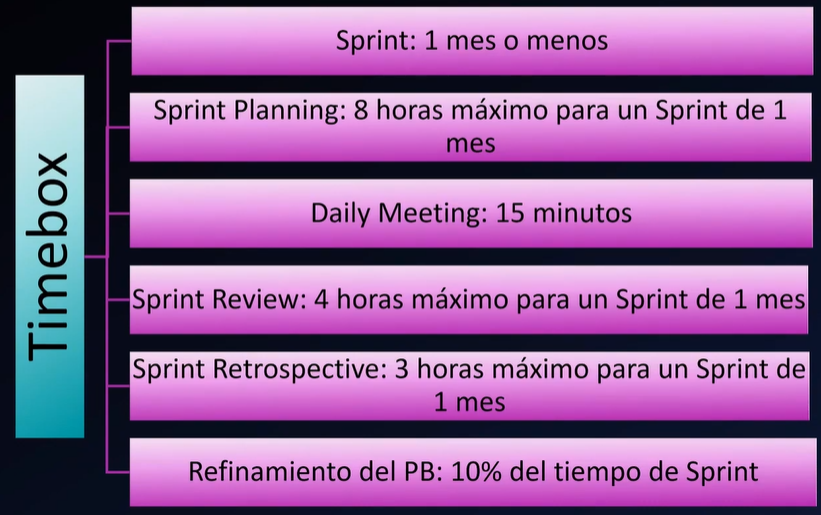 Timebox
Sprint: 1 mes o menos
Sprint Planning: 8 horas máximo para un Sprint de 1
mes
Daily Meeting: 15 minutos
Sprint Review: 4 horas máximo para un Sprint de 1 mes
Sprint Retrospective: 3 horas máximo para un Sprint de
1 mes
Refinamiento del PB: 10% del tiempo de Sprint